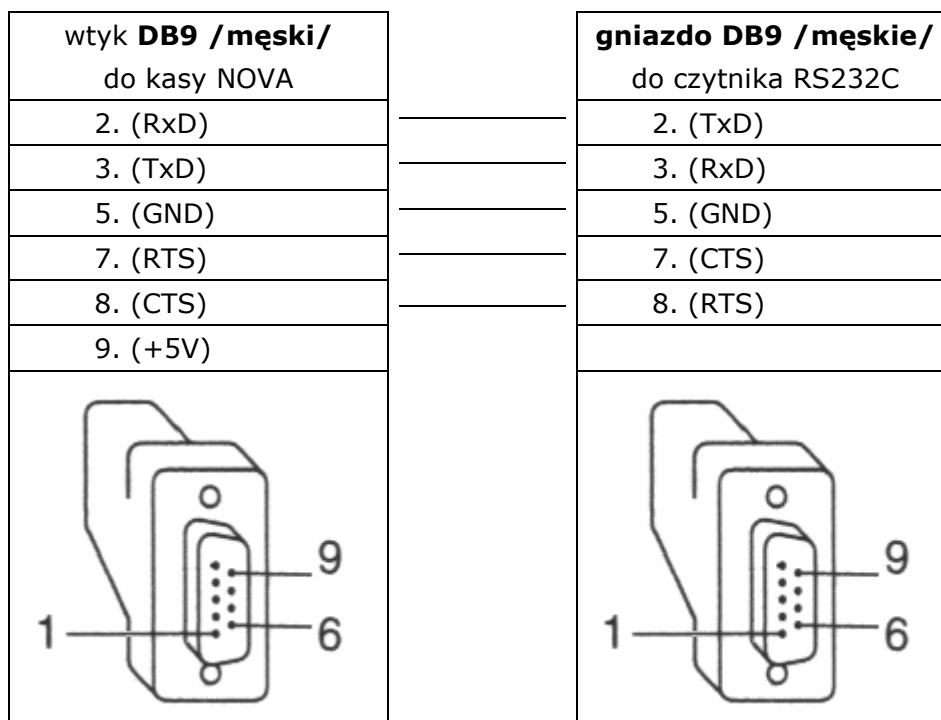 wtyk DB9 /męski/ gniazdo DB9 /męskie/
do kasy NOVA do czytnika RS232C
2. (RxD) 2. (TxD)
3. (TxD) 3. (RxD)
5. (GND) 5. (GND)
7. (RTS) 7. (CTS)
8. (CTS) 8. (RTS)
9. (+5V)
9 9
1 6 1 6